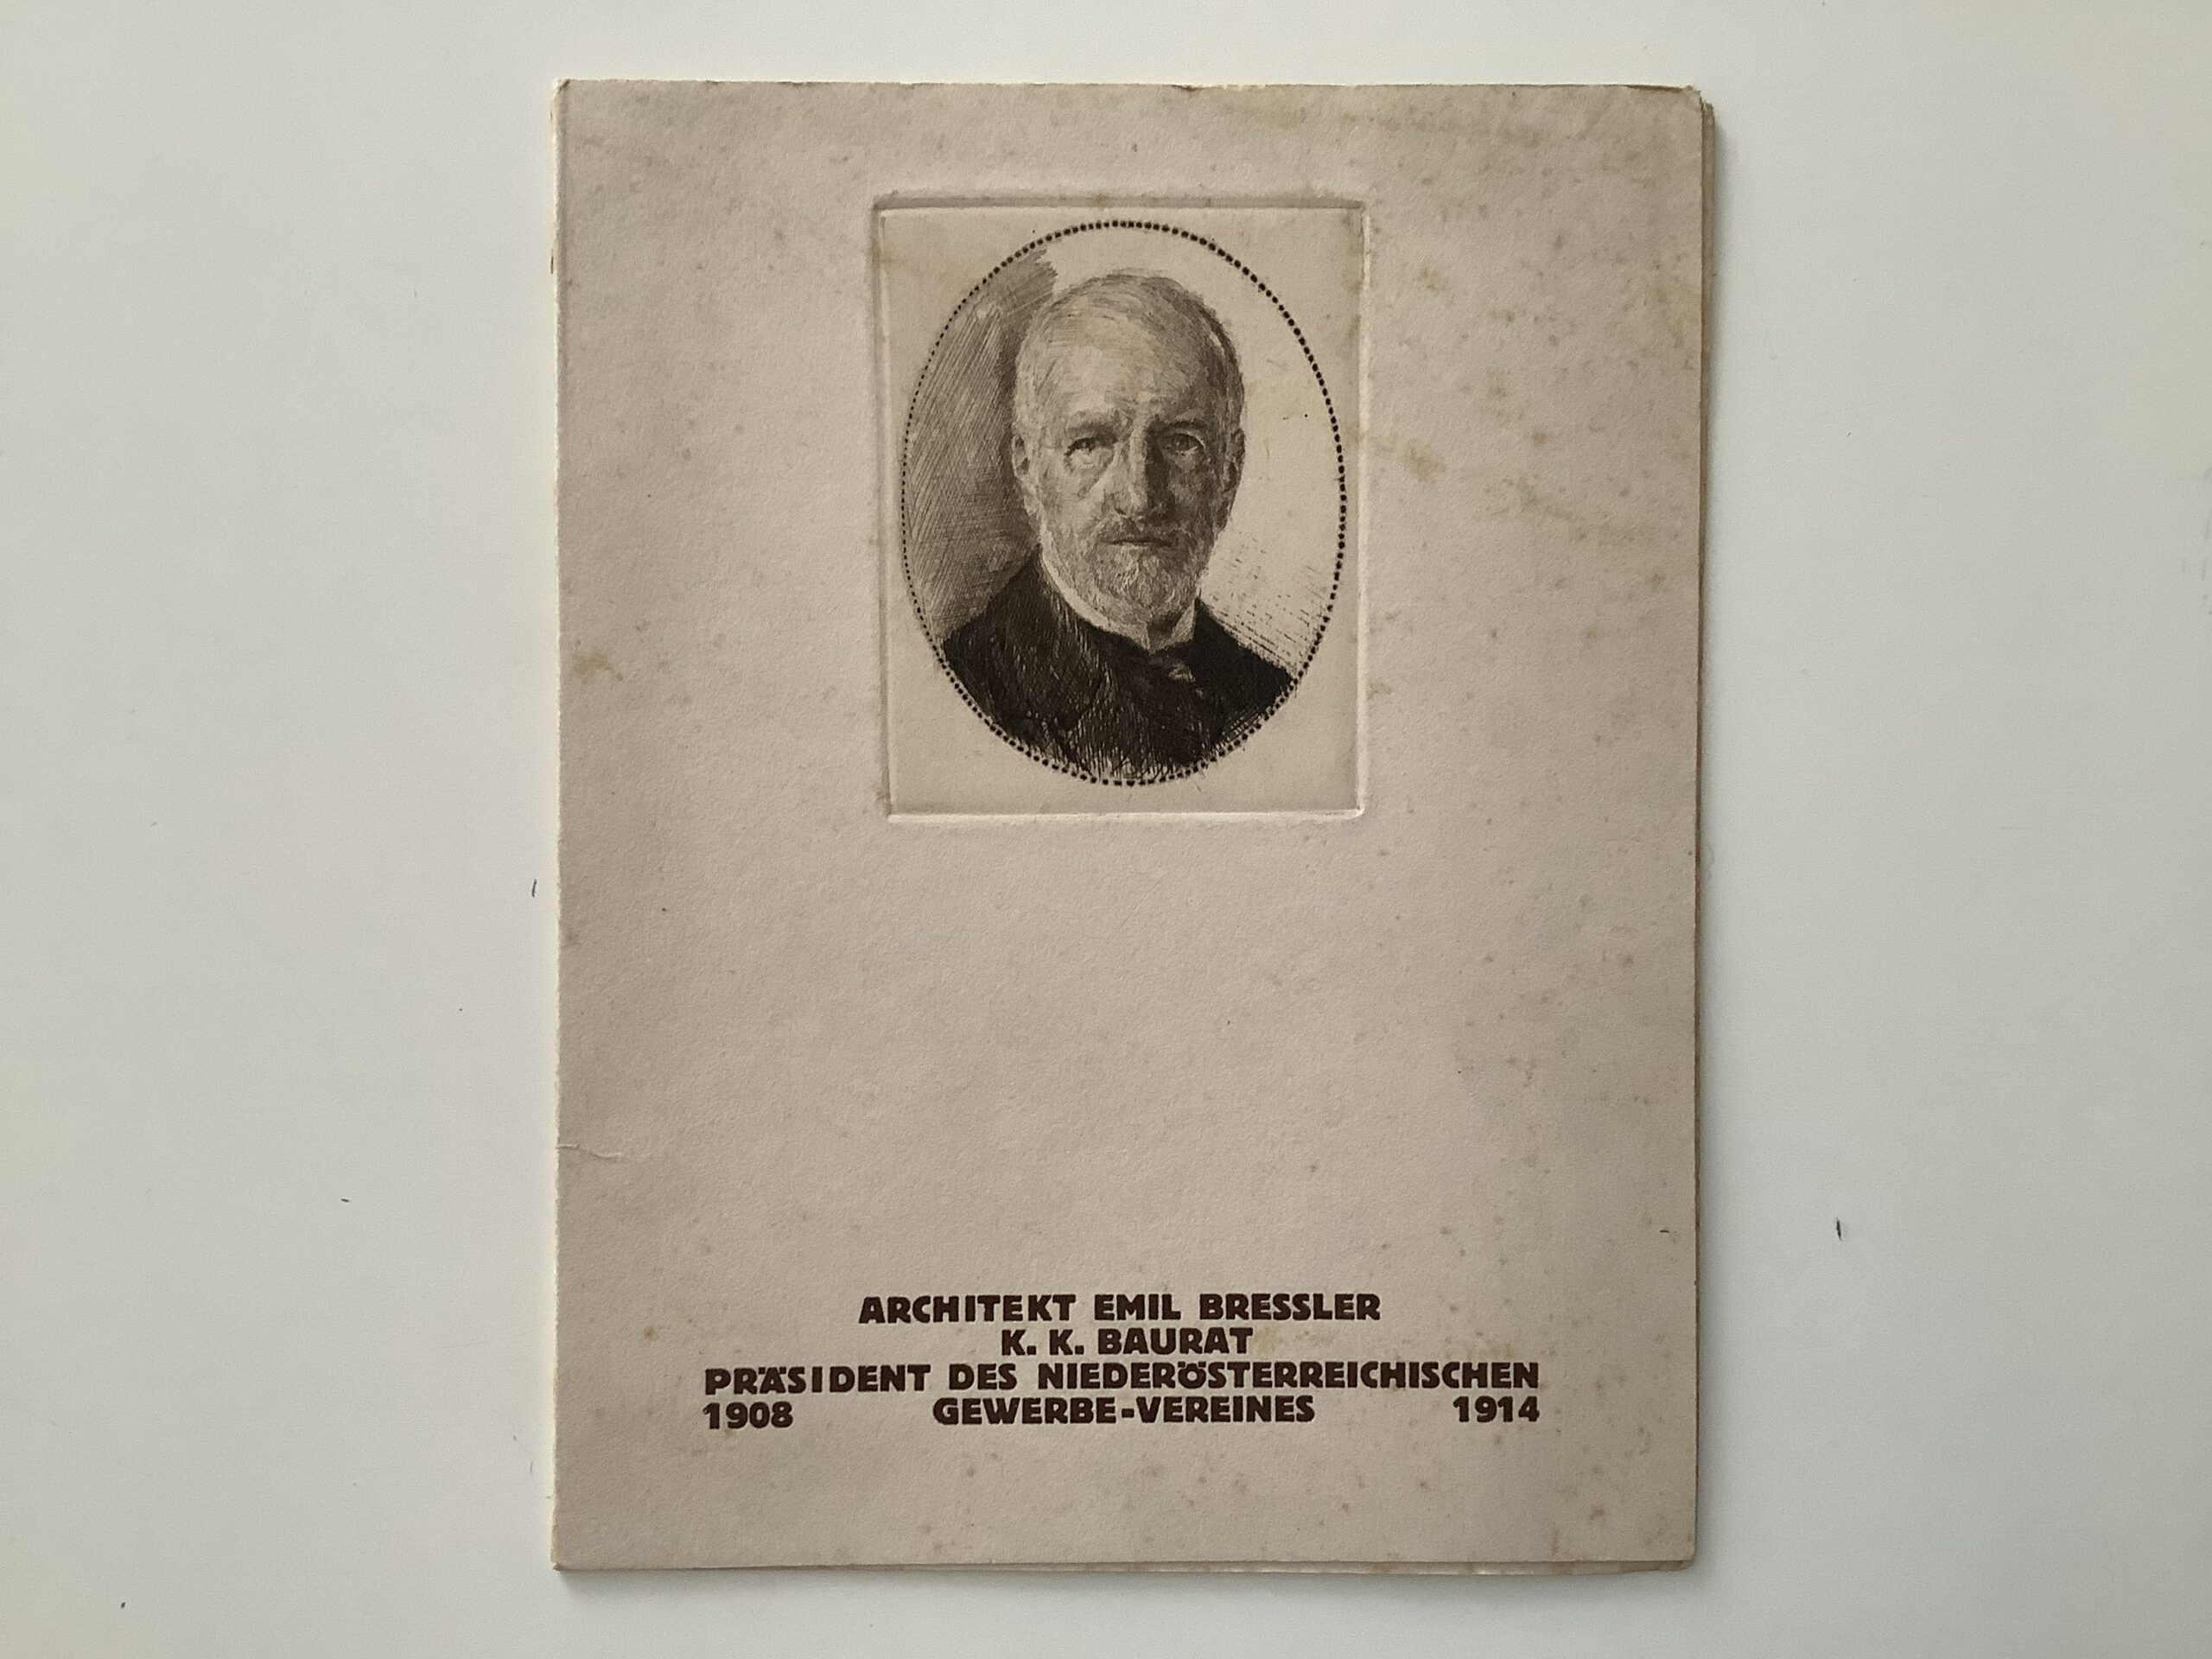 ARCHITEKT EMIL BRESSLER
K. K. BAURAT
PRÄSIDENT DES NIEDERÖSTERREICHISCHEN
1908 GEWERBE-VEREINES 1914